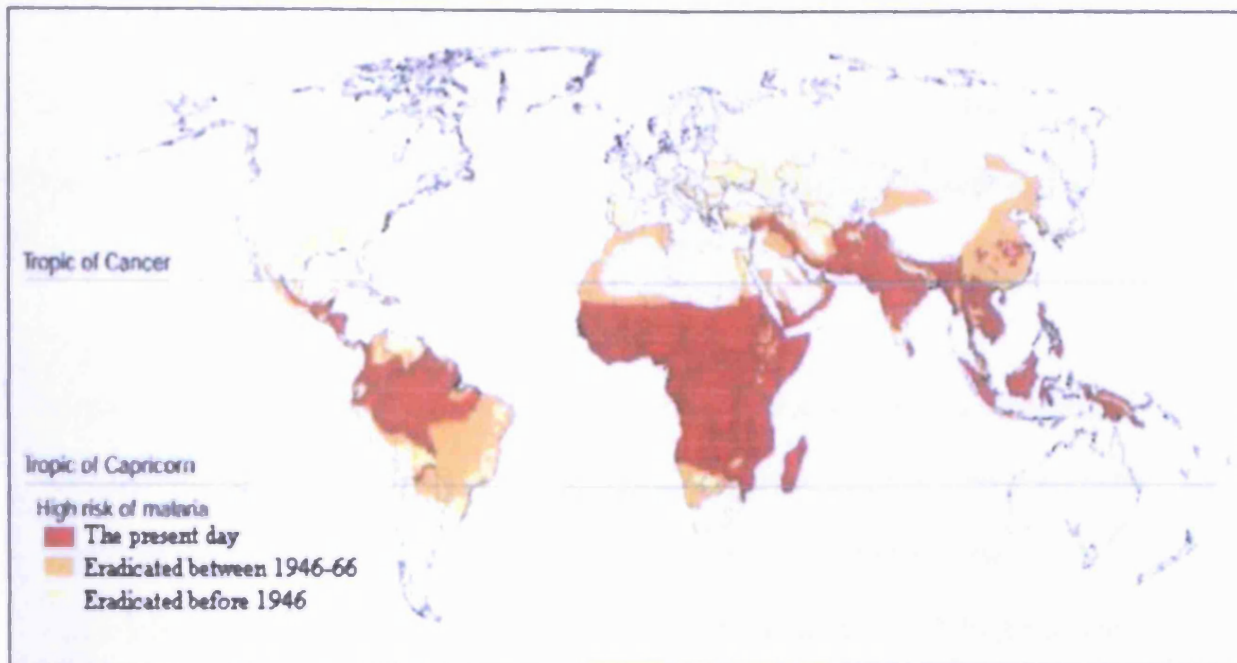 Tropic of Cancer
Tropic of Capricorn
High risk of malaria
The present day
Eradicated between 1946-66
Eradicated before 1946